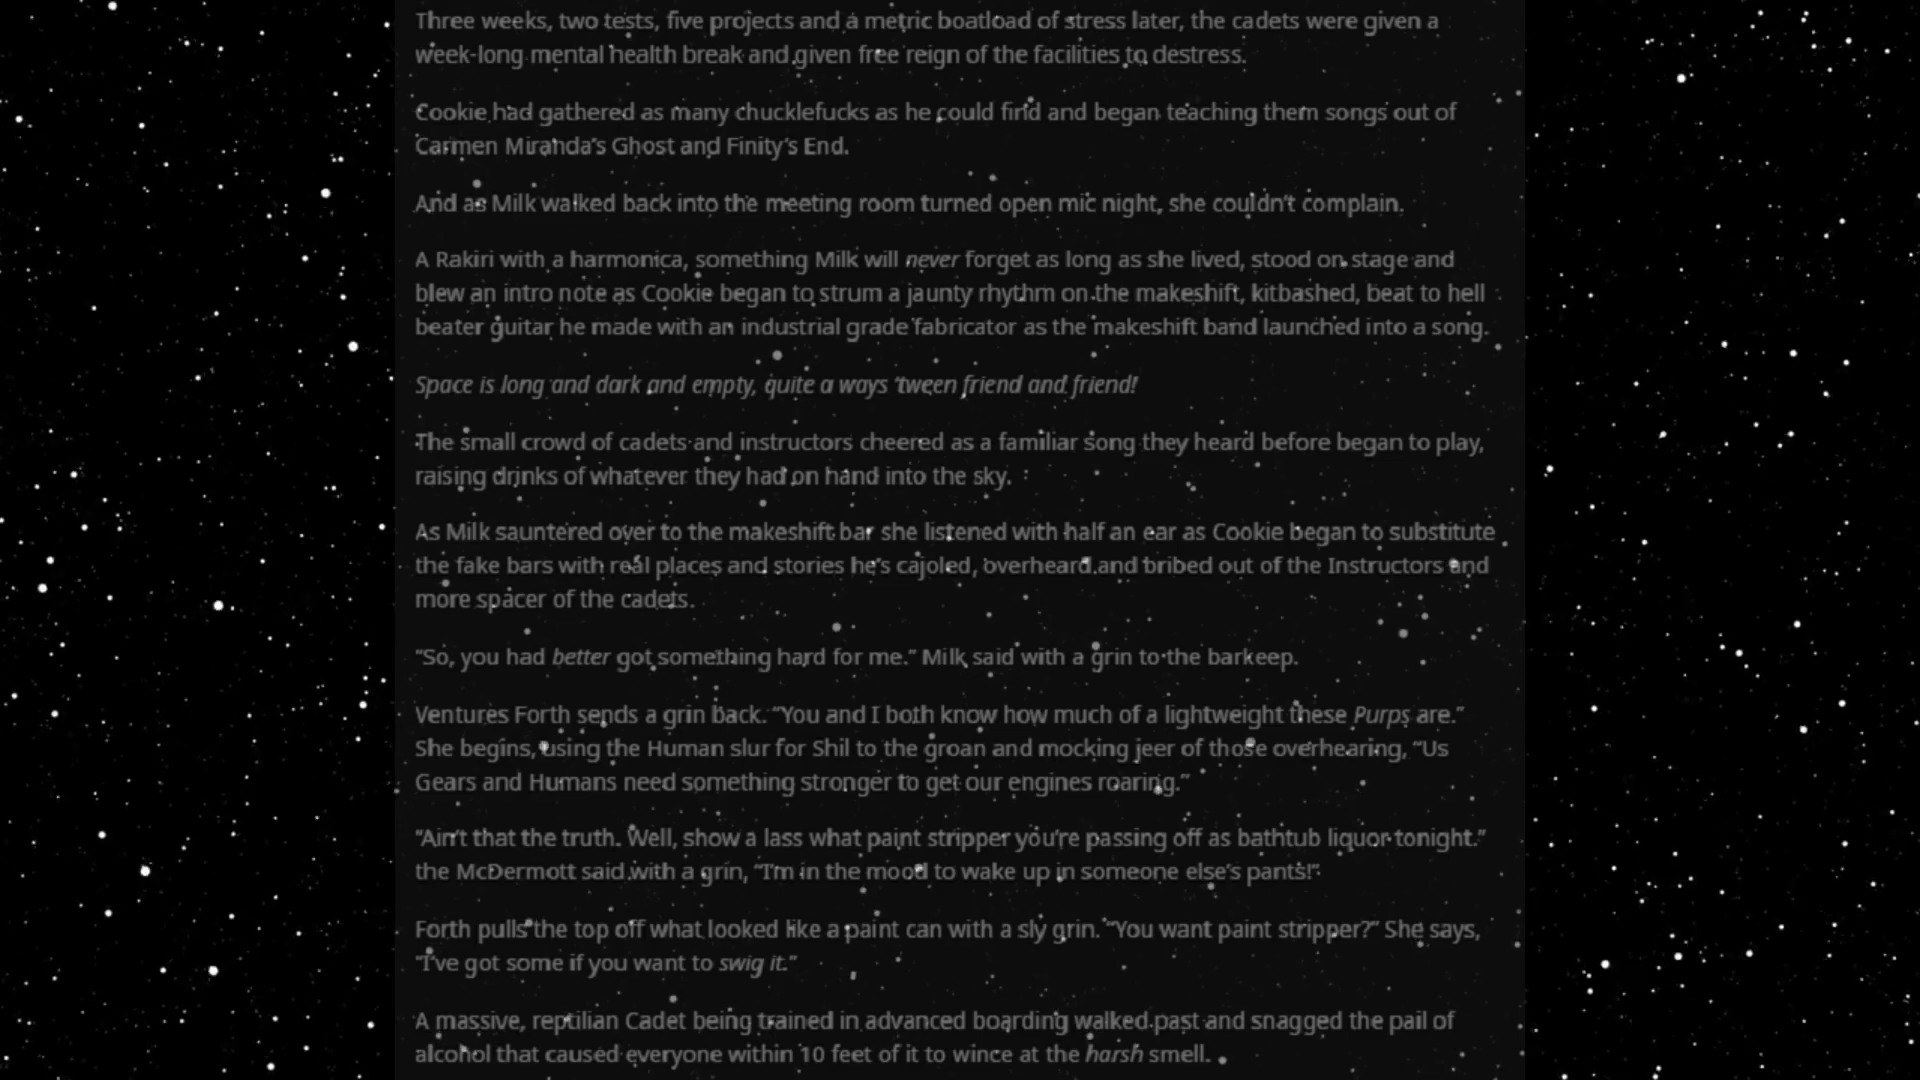 Three weeks, two tests, five projects and a metric boatload of stress later, the cadets were given a
week-long mental health break and given free reign of the facilities to destress.
Cookie had gathered as many chucklefucks as he could find and began teaching them songs out of
Carmen Miranda’s Ghost and Finity’s End.
And as Milk walked back into the meeting room turned open mic night, she couldn’t complain.
A Rakiri with a harmonica, something Milk will never forget as long as she lived, stood on stage and
blew an intro note as Cookie began to strum a jaunty rhythm on the makeshift, kitbashed, beat to hell
beater guitar he made with an industrial grade fabricator as the makeshift band launched into a song.
Space is long and dark and empty, quite a ways ‘tween friend and friend!
The small crowd of cadets and instructors cheered as a familiar song they heard before began to play,
raising drinks of whatever they had on hand into the sky.
As Milk sauntered over to the makeshift bar she listened with half an ear as Cookie began to substitute
the fake bars with real places and stories he’s cajoled, overheard and bribed out of the Instructors and
more spacer of the cadets.
“So, you had better got something hard for me.” Milk said with a grin to the barkeep.
Ventures Forth sends a grin back. “You and I both know how much of a lightweight these Purps are.”
She begins, using the Human slur for Shil to the groan and mocking jeer of those overhearing, “Us
Gears and Humans need something stronger to get our engines roaring.”
“Ain’t that the truth. Well, show a lass what paint stripper you’re passing off as bathtub liquor tonight.”
the McDermott said with a grin, “I’m in the mood to wake up in someone else’s pants!”
Forth pulls the top off what looked like a paint can with a sly grin. “You want paint stripper?” She says,
“I’ve got some if you want to swig it.”
A massive, reptilian Cadet being trained in advanced boarding walked past and snagged the pail of
alcohol that caused everyone within 10 feet of it to wince at the harsh smell.